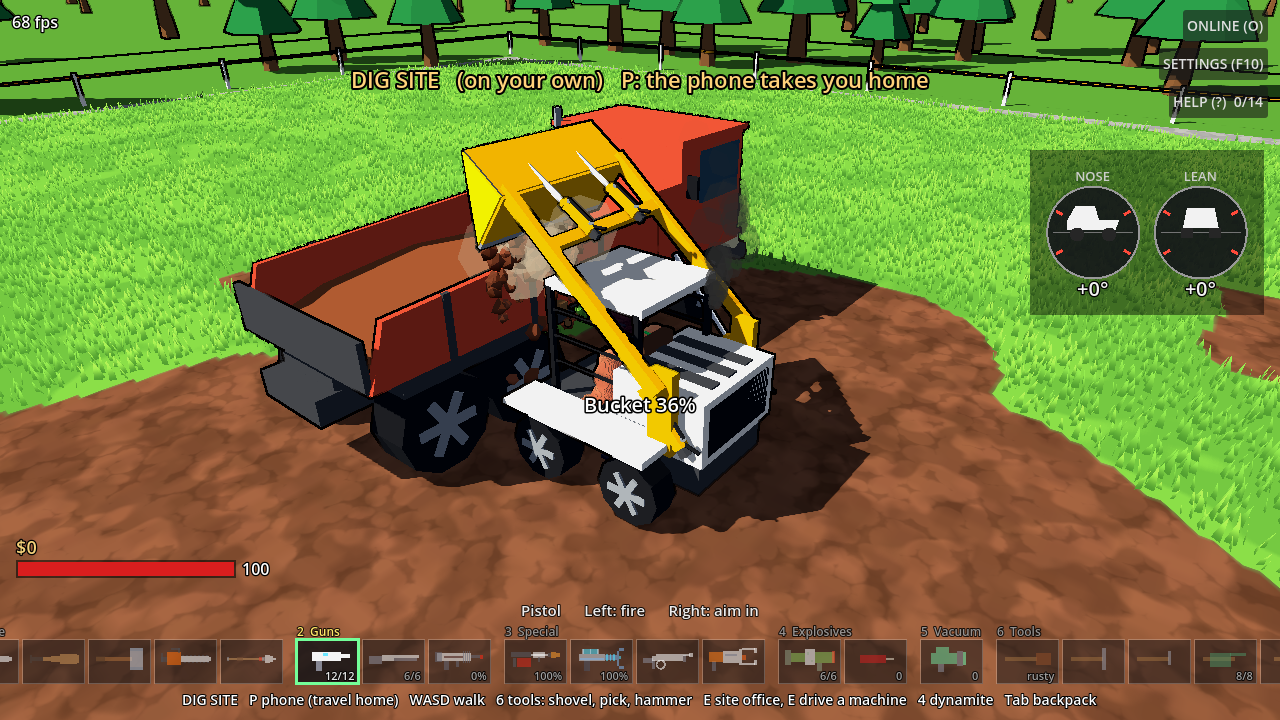 68 fps
ONLINE (O)
SETTINGS (F10)
HELP (?) 0/14
DIG SITE (on your own) P: the phone takes you home
NOSE LEAN
+0° +0°
Bucket 36%
$0
100
Pistol Left: fire Right: aim in
2 Guns 3 Special 4 Explosives 5 Vacuum 6 Tools
12/12 6/6 0% 100% 100% 6/6 0 0 rusty 8/8
DIG SITE P phone (travel home) WASD walk 6 tools: shovel, pick, hammer E site office, E drive a machine 4 dynamite Tab backpack